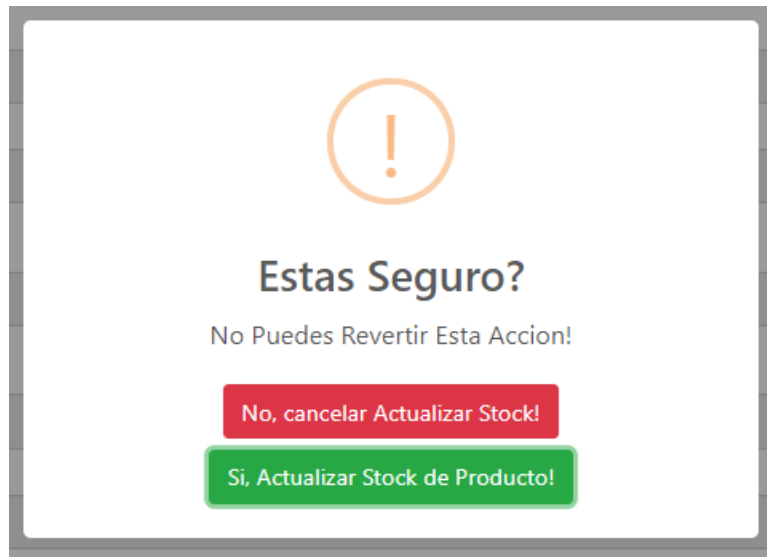 !
Estas Seguro?
No Puedes Revertir Esta Accion!
No, cancelar Actualizar Stock!
Si, Actualizar Stock de Producto!